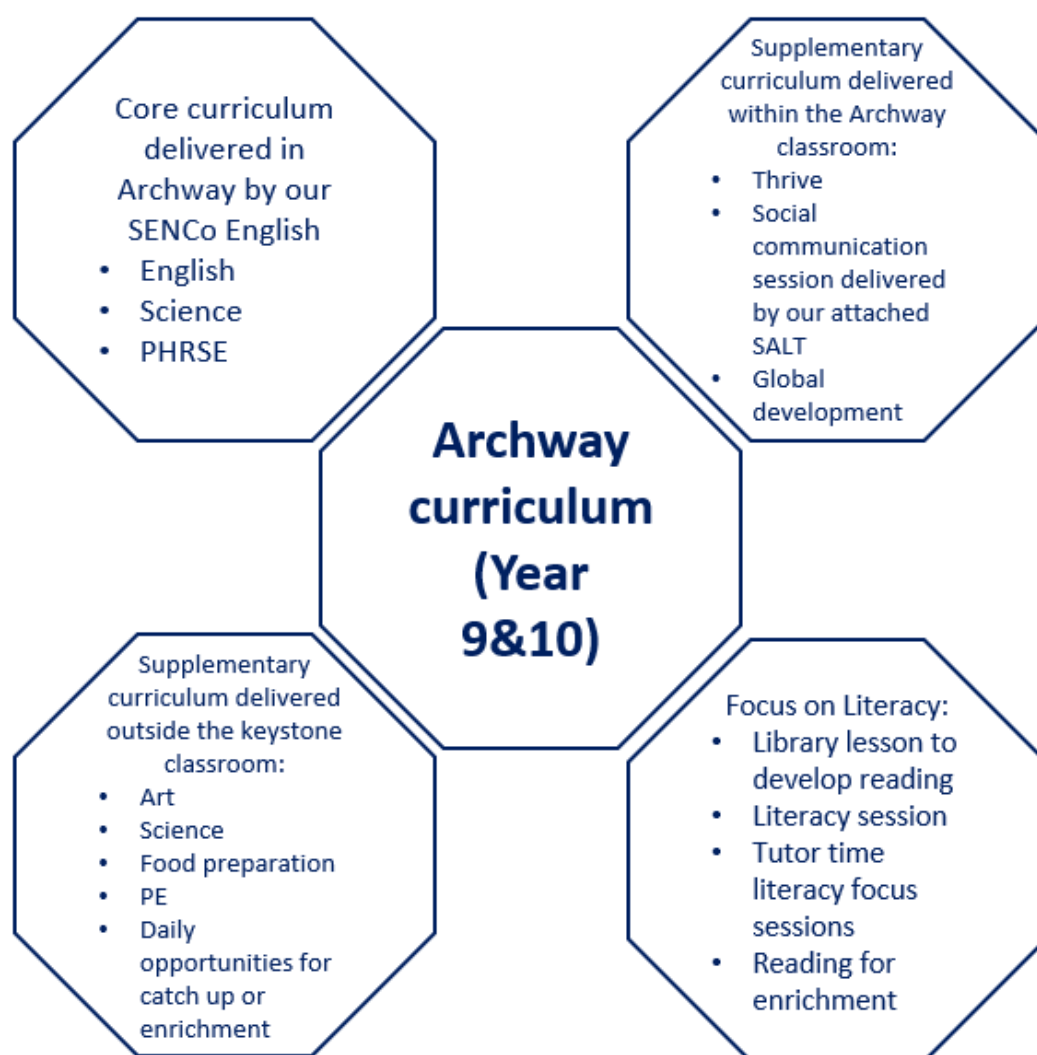 Core curriculum
delivered in
Archway by our
SENCo English
• English
• Science
• PHRSE
Supplementary
curriculum delivered
within the Archway
classroom:
• Thrive
• Social
communication
session delivered
by our attached
SALT
• Global
development
Archway
curriculum
(Year
9&10)
Supplementary
curriculum delivered
outside the keystone
classroom:
• Art
• Science
• Food preparation
• PE
• Daily
opportunities for
catch up or
enrichment
Focus on Literacy:
• Library lesson to
develop reading
• Literacy session
• Tutor time
literacy focus
sessions
• Reading for
enrichment